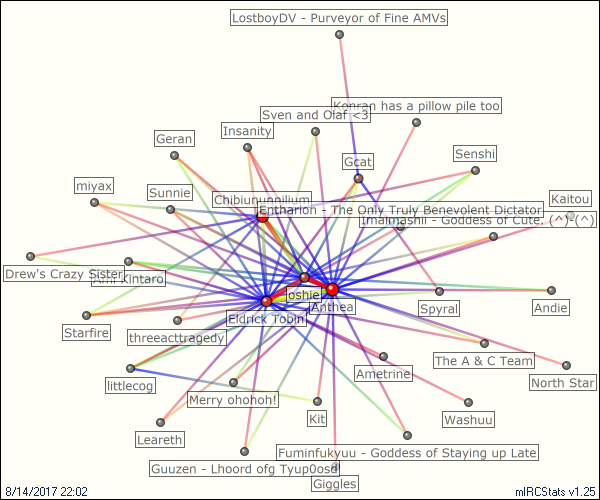 LostboyDV - Purveyor of Fine AMVs
Konran has a pillow pile too
Sven and Olaf <3
Insanity
Geran
Gcat
Senshi
miyax
Sunnie
Chibiununnilium
Kaitou
Entharion - The Only Truly Benevolent Dictator
Imamashii - Goddess of Cute. (^)-(^)
Drew's Crazy Sister
Kintaro
oshie
Anthea
Spyral
Andie
Starfire
Eldrick Tobin
threeacttragedy
The A & C Team
littlecog
Ametrine
North Star
Merry ohohoh!
Kit
Washuu
Leareth
Fuminfukyuu - Goddess of Staying up Late
Guuzen - Lhoord ofg Tyup0osd
Giggles
8/14/2017 22:02
mIRCStats v1.25